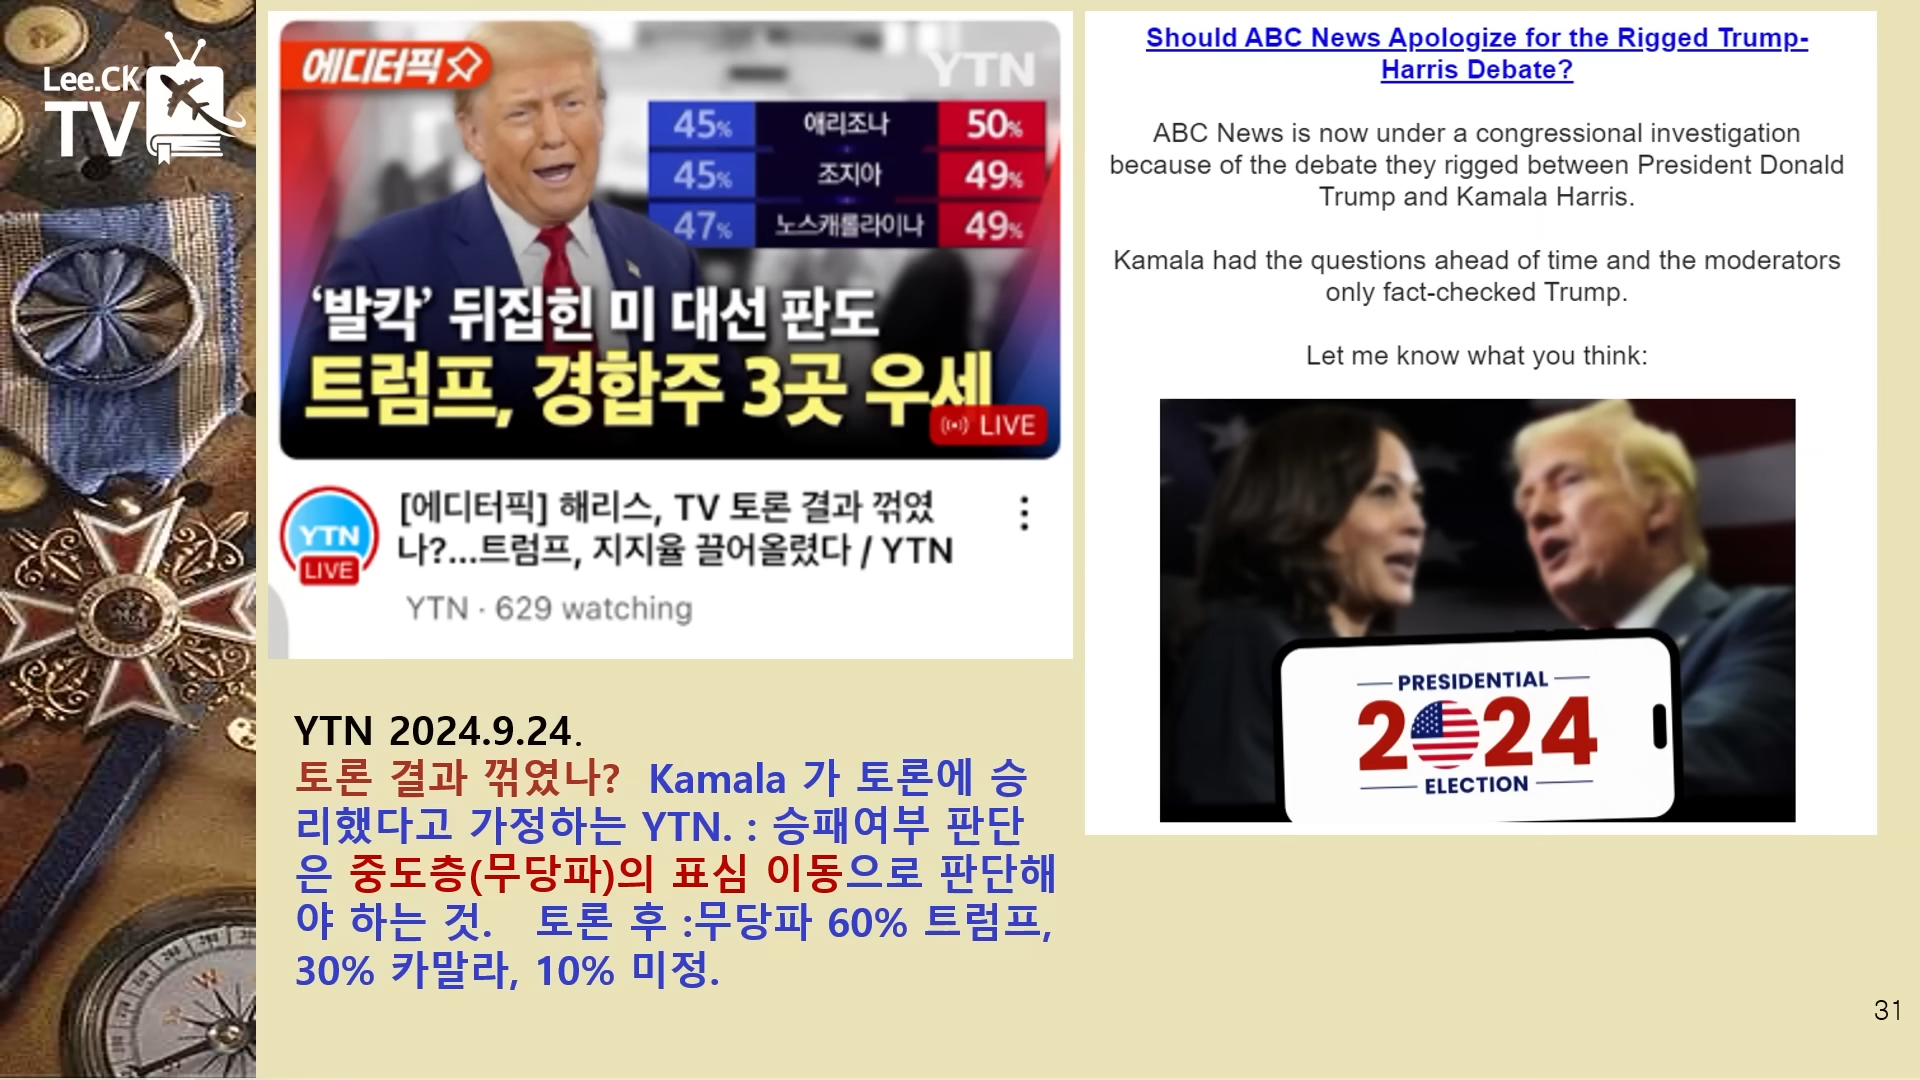 Lee.CK
TV
에디터픽
YTN
45% 애리조나 50%
45% 조지아 49%
47% 노스캐롤라이나 49%
‘발칵’ 뒤집힌 미 대선 판도
트럼프, 경합주 3곳 우세
LIVE
YTN
LIVE
[에디터픽] 해리스, TV 토론 결과 꺾였
나?...트럼프, 지지율 끌어올렸다 / YTN
YTN · 629 watching
YTN 2024.9.24.
토론 결과 꺾였나? Kamala 가 토론에 승
리했다고 가정하는 YTN. : 승패여부 판단
은 중도층(무당파)의 표심 이동으로 판단해
야 하는 것. 토론 후 :무당파 60% 트럼프,
30% 카말라, 10% 미정.
Should ABC News Apologize for the Rigged Trump-
Harris Debate?
ABC News is now under a congressional investigation
because of the debate they rigged between President Donald
Trump and Kamala Harris.
Kamala had the questions ahead of time and the moderators
only fact-checked Trump.
Let me know what you think:
PRESIDENTIAL
2024
ELECTION
31